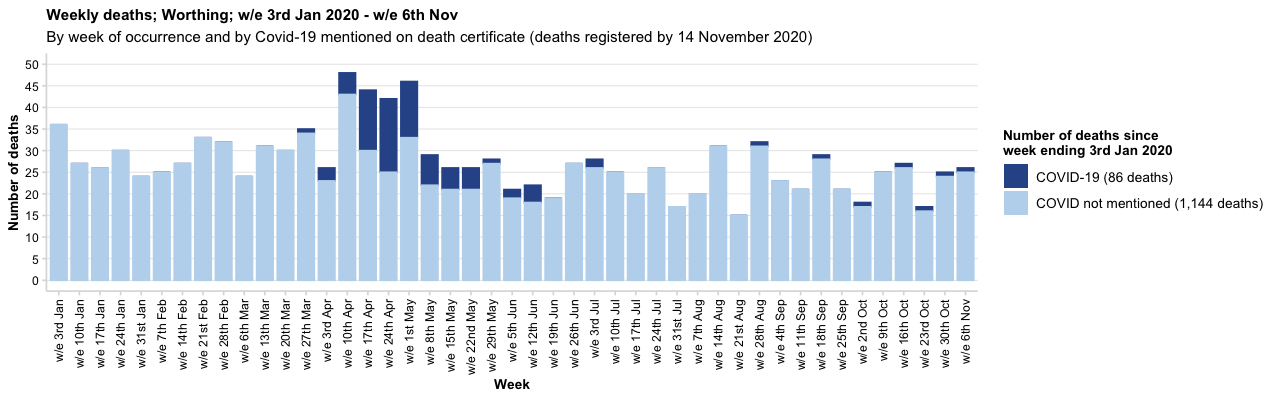 Weekly deaths; Worthing; w/e 3rd Jan 2020 - w/e 6th Nov
By week of occurrence and by Covid-19 mentioned on death certificate (deaths registered by 14 November 2020)
Number of deaths
50
45
40
35
30
25
20
15
10
5
0
w/e 3rd Jan
w/e 10th Jan
w/e 17th Jan
w/e 24th Jan
w/e 31st Jan
w/e 7th Feb
w/e 14th Feb
w/e 21st Feb
w/e 28th Feb
w/e 6th Mar
w/e 13th Mar
w/e 20th Mar
w/e 27th Mar
w/e 3rd Apr
w/e 10th Apr
w/e 17th Apr
w/e 24th Apr
w/e 1st May
w/e 8th May
w/e 15th May
w/e 22nd May
w/e 29th May
w/e 5th Jun
w/e 12th Jun
w/e 19th Jun
w/e 26th Jun
w/e 3rd Jul
w/e 10th Jul
w/e 17th Jul
w/e 24th Jul
w/e 31st Jul
w/e 7th Aug
w/e 14th Aug
w/e 21st Aug
w/e 28th Aug
w/e 4th Sep
w/e 11th Sep
w/e 18th Sep
w/e 25th Sep
w/e 2nd Oct
w/e 9th Oct
w/e 16th Oct
w/e 23rd Oct
w/e 30th Oct
w/e 6th Nov
Week
Number of deaths since
week ending 3rd Jan 2020
COVID-19 (86 deaths)
COVID not mentioned (1,144 deaths)